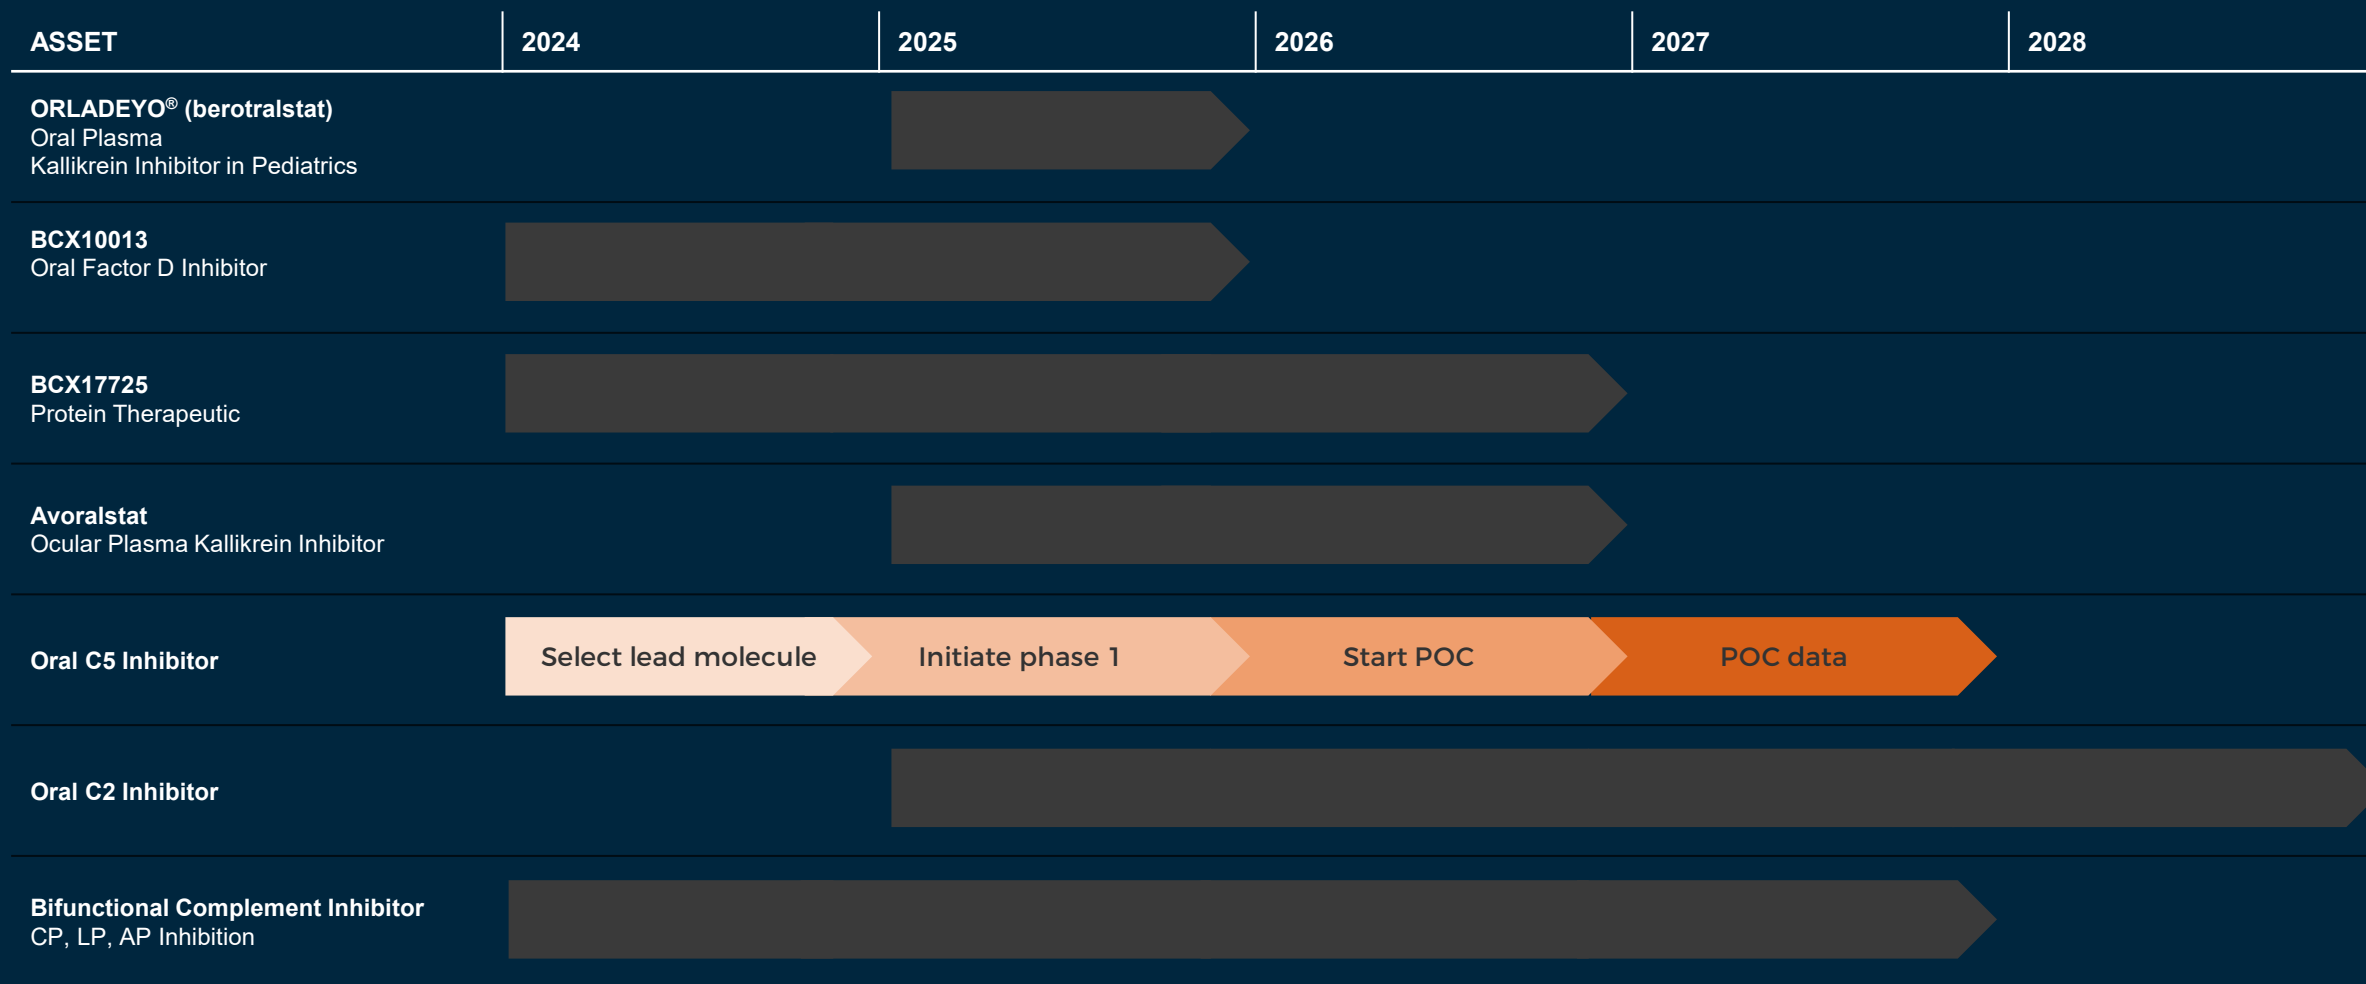 ASSET
2024
2025
2026
2027
2028
ORLADEYO® (berotralstat)
Oral Plasma
Kallikrein Inhibitor in Pediatrics
BCX10013
Oral Factor D Inhibitor
BCX17725
Protein Therapeutic
Avoralstat
Ocular Plasma Kallikrein Inhibitor
Oral C5 Inhibitor
Select lead molecule
Initiate phase 1
Start POC
POC data
Oral C2 Inhibitor
Bifunctional Complement Inhibitor
CP, LP, AP Inhibition